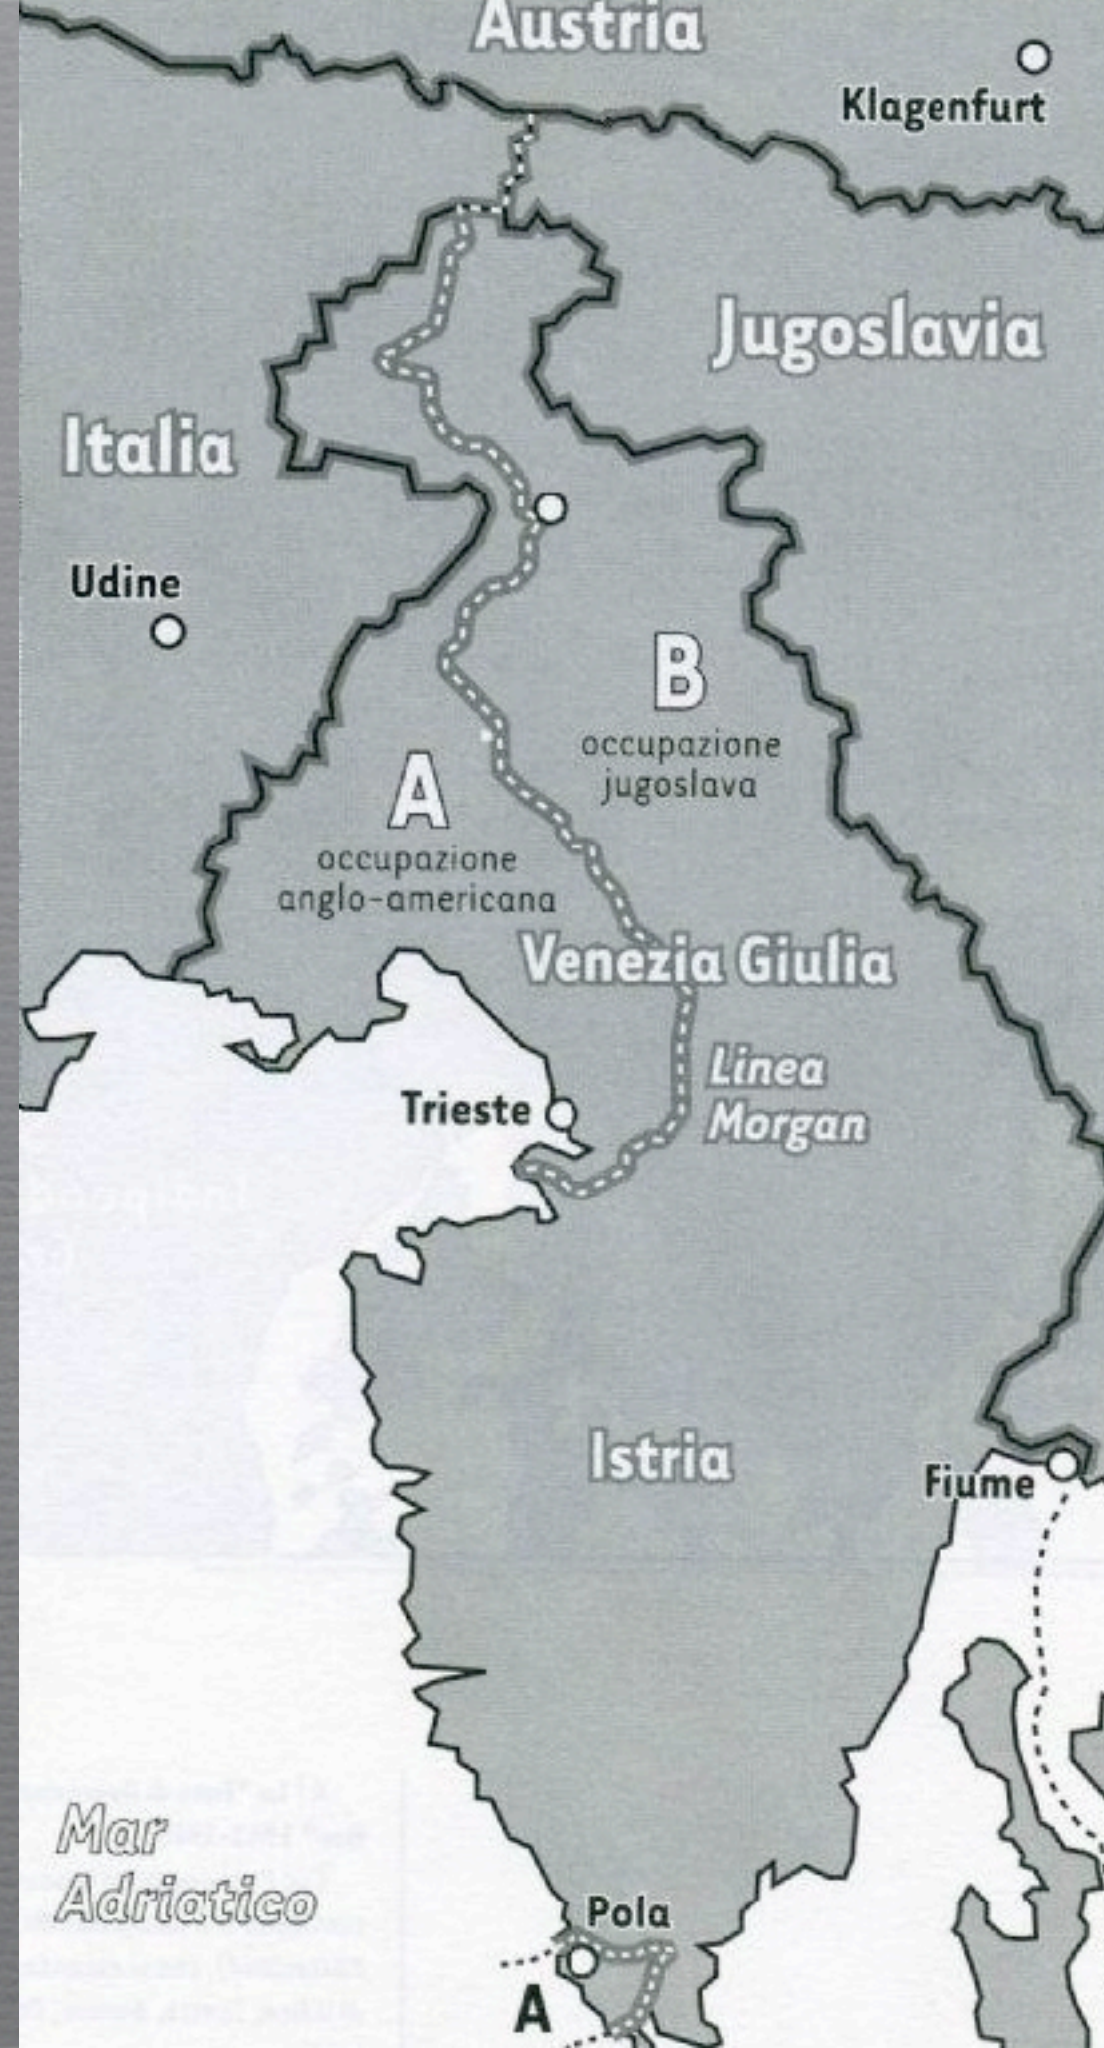 Austria
Klagenfurt
Jugoslavia
Italia
Udine
B
occupazione
jugoslava
A
occupazione
anglo-americana
Venezia Giulia
Linea
Morgan
Trieste
Istria
Fiume
Mar
Adriatico
Pola
A